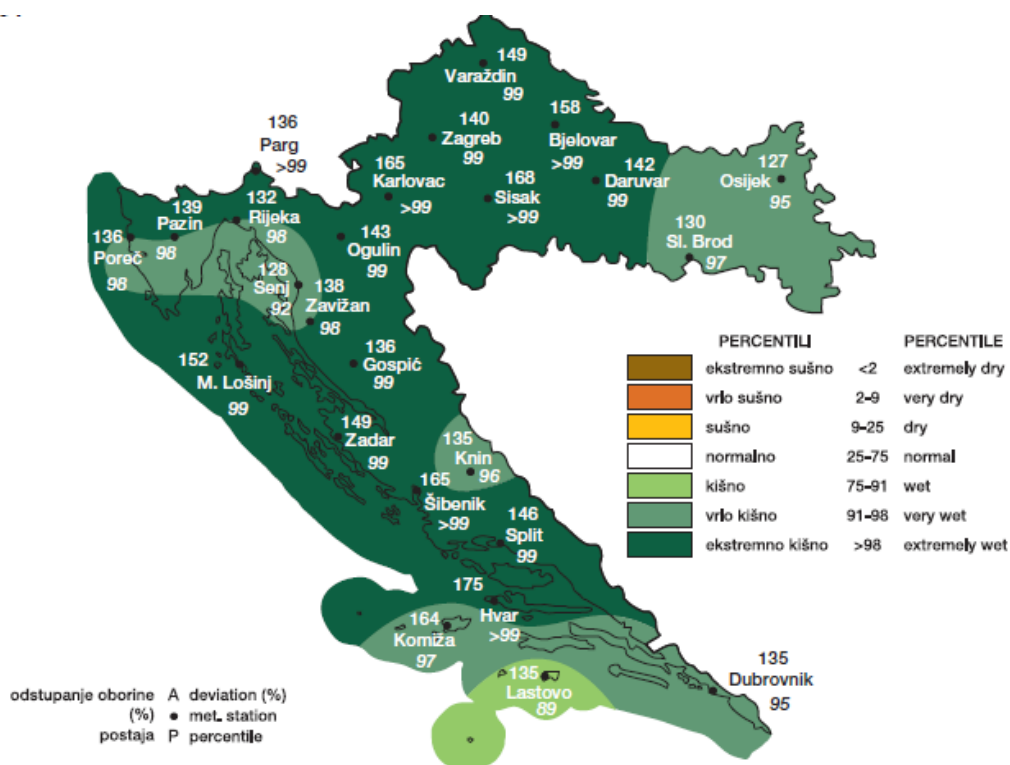 149
Varaždin
99
140
Zagreb
99
158
Bjelovar
>99
136
Parg
>99
165
Karlovac
>99
168
Sisak
>99
142
Daruvar
99
127
Osijek
95
130
Sl. Brod
97
139
Pazin
98
132
Rijeka
98
136
Poreč
98
143
Ogulin
99
128
Senj
92
138
Zavižan
98
136
Gospić
99
152
M. Lošinj
99
149
Zadar
99
135
Knin
96
165
Šibenik
>99
146
Split
99
175
Hvar
>99
164
Komiža
97
135
Lastovo
89
135
Dubrovnik
95
PERCENTILI PERCENTILE
ekstremno sušno <2 extremely dry
vrlo sušno 2–9 very dry
sušno 9–25 dry
normalno 25–75 normal
kišno 75–91 wet
vrlo kišno 91–98 very wet
ekstremno kišno >98 extremely wet
odstupanje oborine A deviation (%)
(%) ● met. station
postaja P percentile